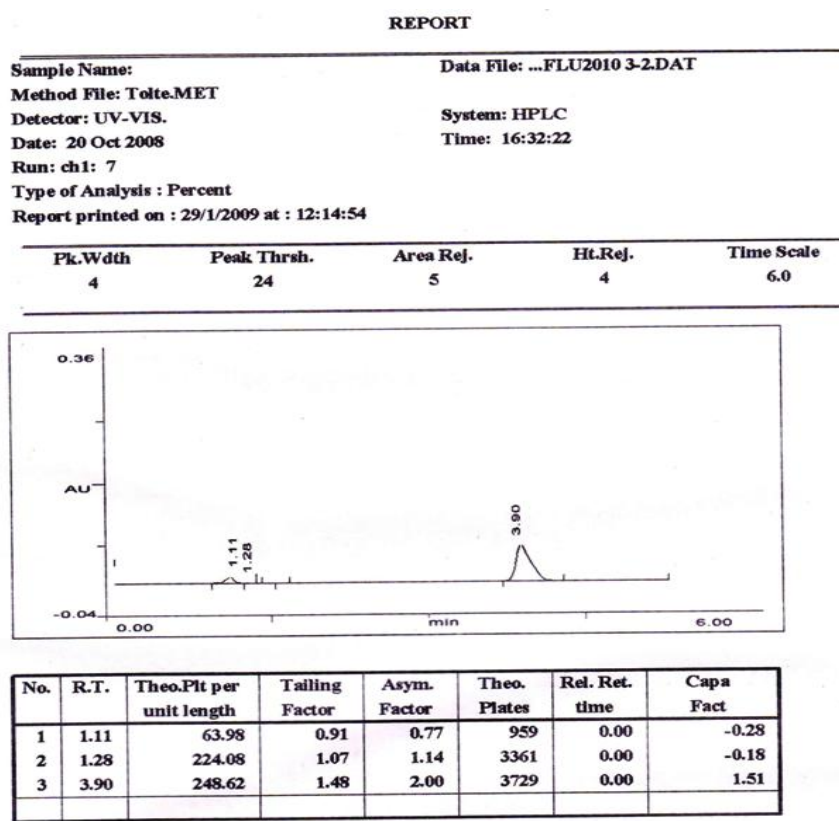 REPORT
Sample Name: Data File: ...FLU2010 3-2.DAT
Method File: Tolte.MET
Detector: UV-VIS. System: HPLC
Date: 20 Oct 2008 Time: 16:32:22
Run: ch1: 7
Type of Analysis : Percent
Report printed on : 29/1/2009 at : 12:14:54
Pk.Wdth Peak Thrsh. Area Rej. Ht.Rej. Time Scale
4 24 5 4 6.0
0.36
AU
1.11
1.28
3.90
-0.04
0.00 min 6.00
No. R.T. Theo.Plt per Tailing Asym. Theo. Rel. Ret. Capa
unit length Factor Factor Plates time Fact
1 1.11 63.98 0.91 0.77 959 0.00 -0.28
2 1.28 224.08 1.07 1.14 3361 0.00 -0.18
3 3.90 248.62 1.48 2.00 3729 0.00 1.51